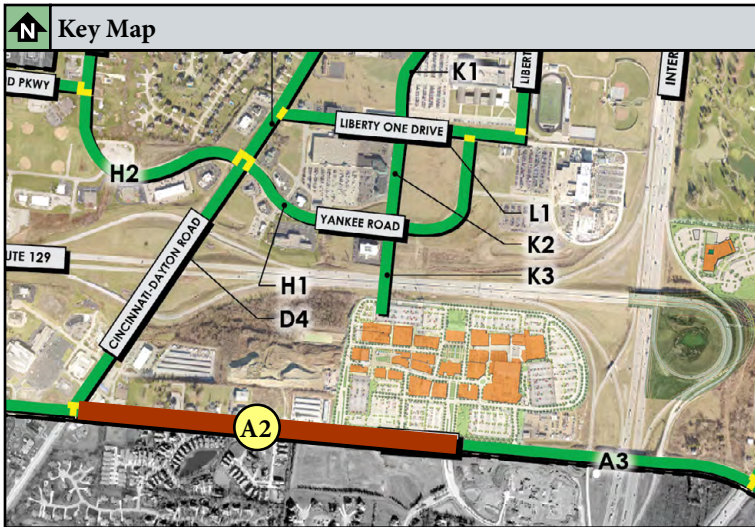 N
Key Map
K1
D PKWY
LIBERT
INTER
LIBERTY ONE DRIVE
H2
L1
YANKEE ROAD
K2
UTE 129
CINCINNATI-DAYTON ROAD
K3
H1
D4
A2
A3